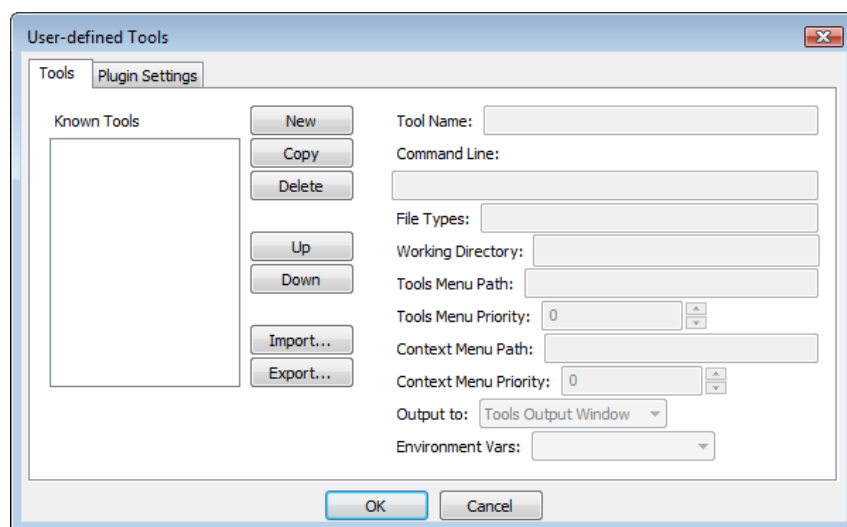 User-defined Tools
Tools Plugin Settings
Known Tools
New
Copy
Delete
Up
Down
Import...
Export...
Tool Name:
Command Line:
File Types:
Working Directory:
Tools Menu Path:
Tools Menu Priority: 0
Context Menu Path:
Context Menu Priority: 0
Output to: Tools Output Window
Environment Vars:
OK Cancel